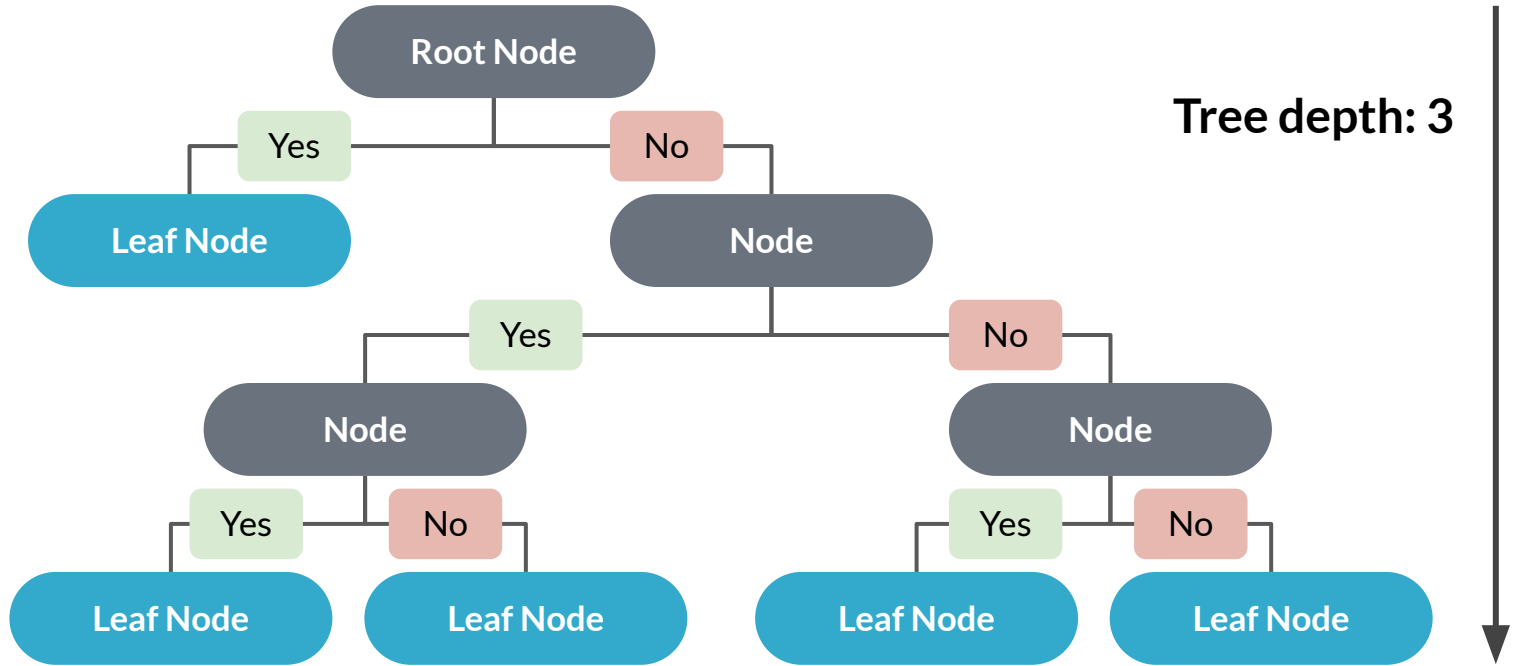 Root Node
Tree depth: 3
Yes
No
Leaf Node
Node
Yes
No
Node
Node
Yes
No
Yes
No
Leaf Node
Leaf Node
Leaf Node
Leaf Node